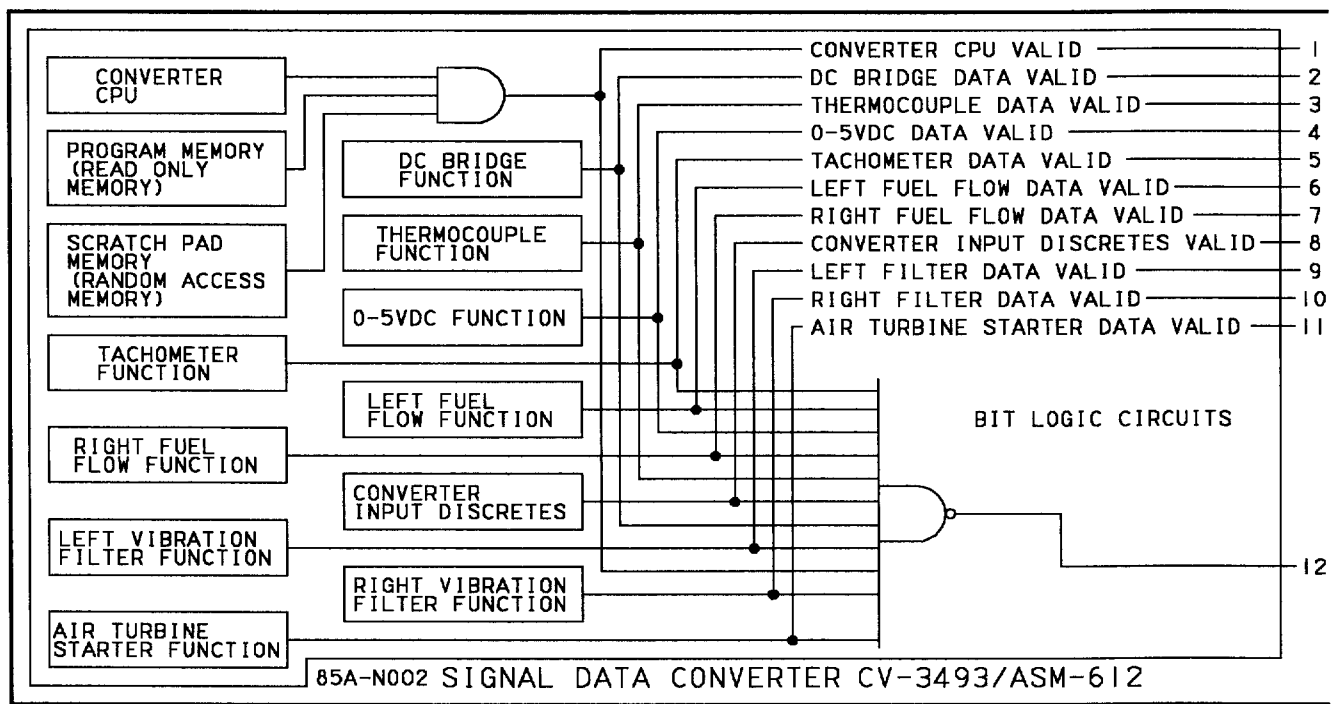 CONVERTER
CPU
PROGRAM MEMORY
(READ ONLY
MEMORY)
SCRATCH PAD
MEMORY
(RANDOM ACCESS
MEMORY)
TACHOMETER
FUNCTION
RIGHT FUEL
FLOW FUNCTION
LEFT VIBRATION
FILTER FUNCTION
AIR TURBINE
STARTER FUNCTION
DC BRIDGE
FUNCTION
THERMOCOUPLE
FUNCTION
0-5VDC FUNCTION
LEFT FUEL
FLOW FUNCTION
CONVERTER
INPUT DISCRETES
RIGHT VIBRATION
FILTER FUNCTION
CONVERTER CPU VALID 1
DC BRIDGE DATA VALID 2
THERMOCOUPLE DATA VALID 3
0-5VDC DATA VALID 4
TACHOMETER DATA VALID 5
LEFT FUEL FLOW DATA VALID 6
RIGHT FUEL FLOW DATA VALID 7
CONVERTER INPUT DISCRETES VALID 8
LEFT FILTER DATA VALID 9
RIGHT FILTER DATA VALID 10
AIR TURBINE STARTER DATA VALID 11
BIT LOGIC CIRCUITS
12
85A-N002 SIGNAL DATA CONVERTER CV-3493/ASM-612